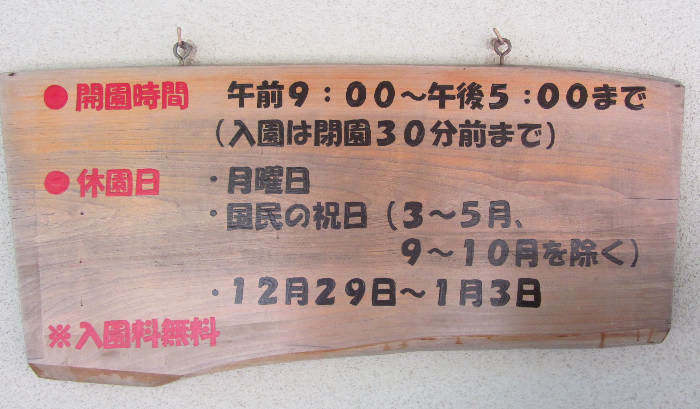 ●開園時間　午前9：00～午後5：00まで
（入園は閉園30分前まで）
●休園日　・月曜日
・国民の祝日（3～5月、
9～10月を除く）
・12月29日～1月3日
※入園料無料